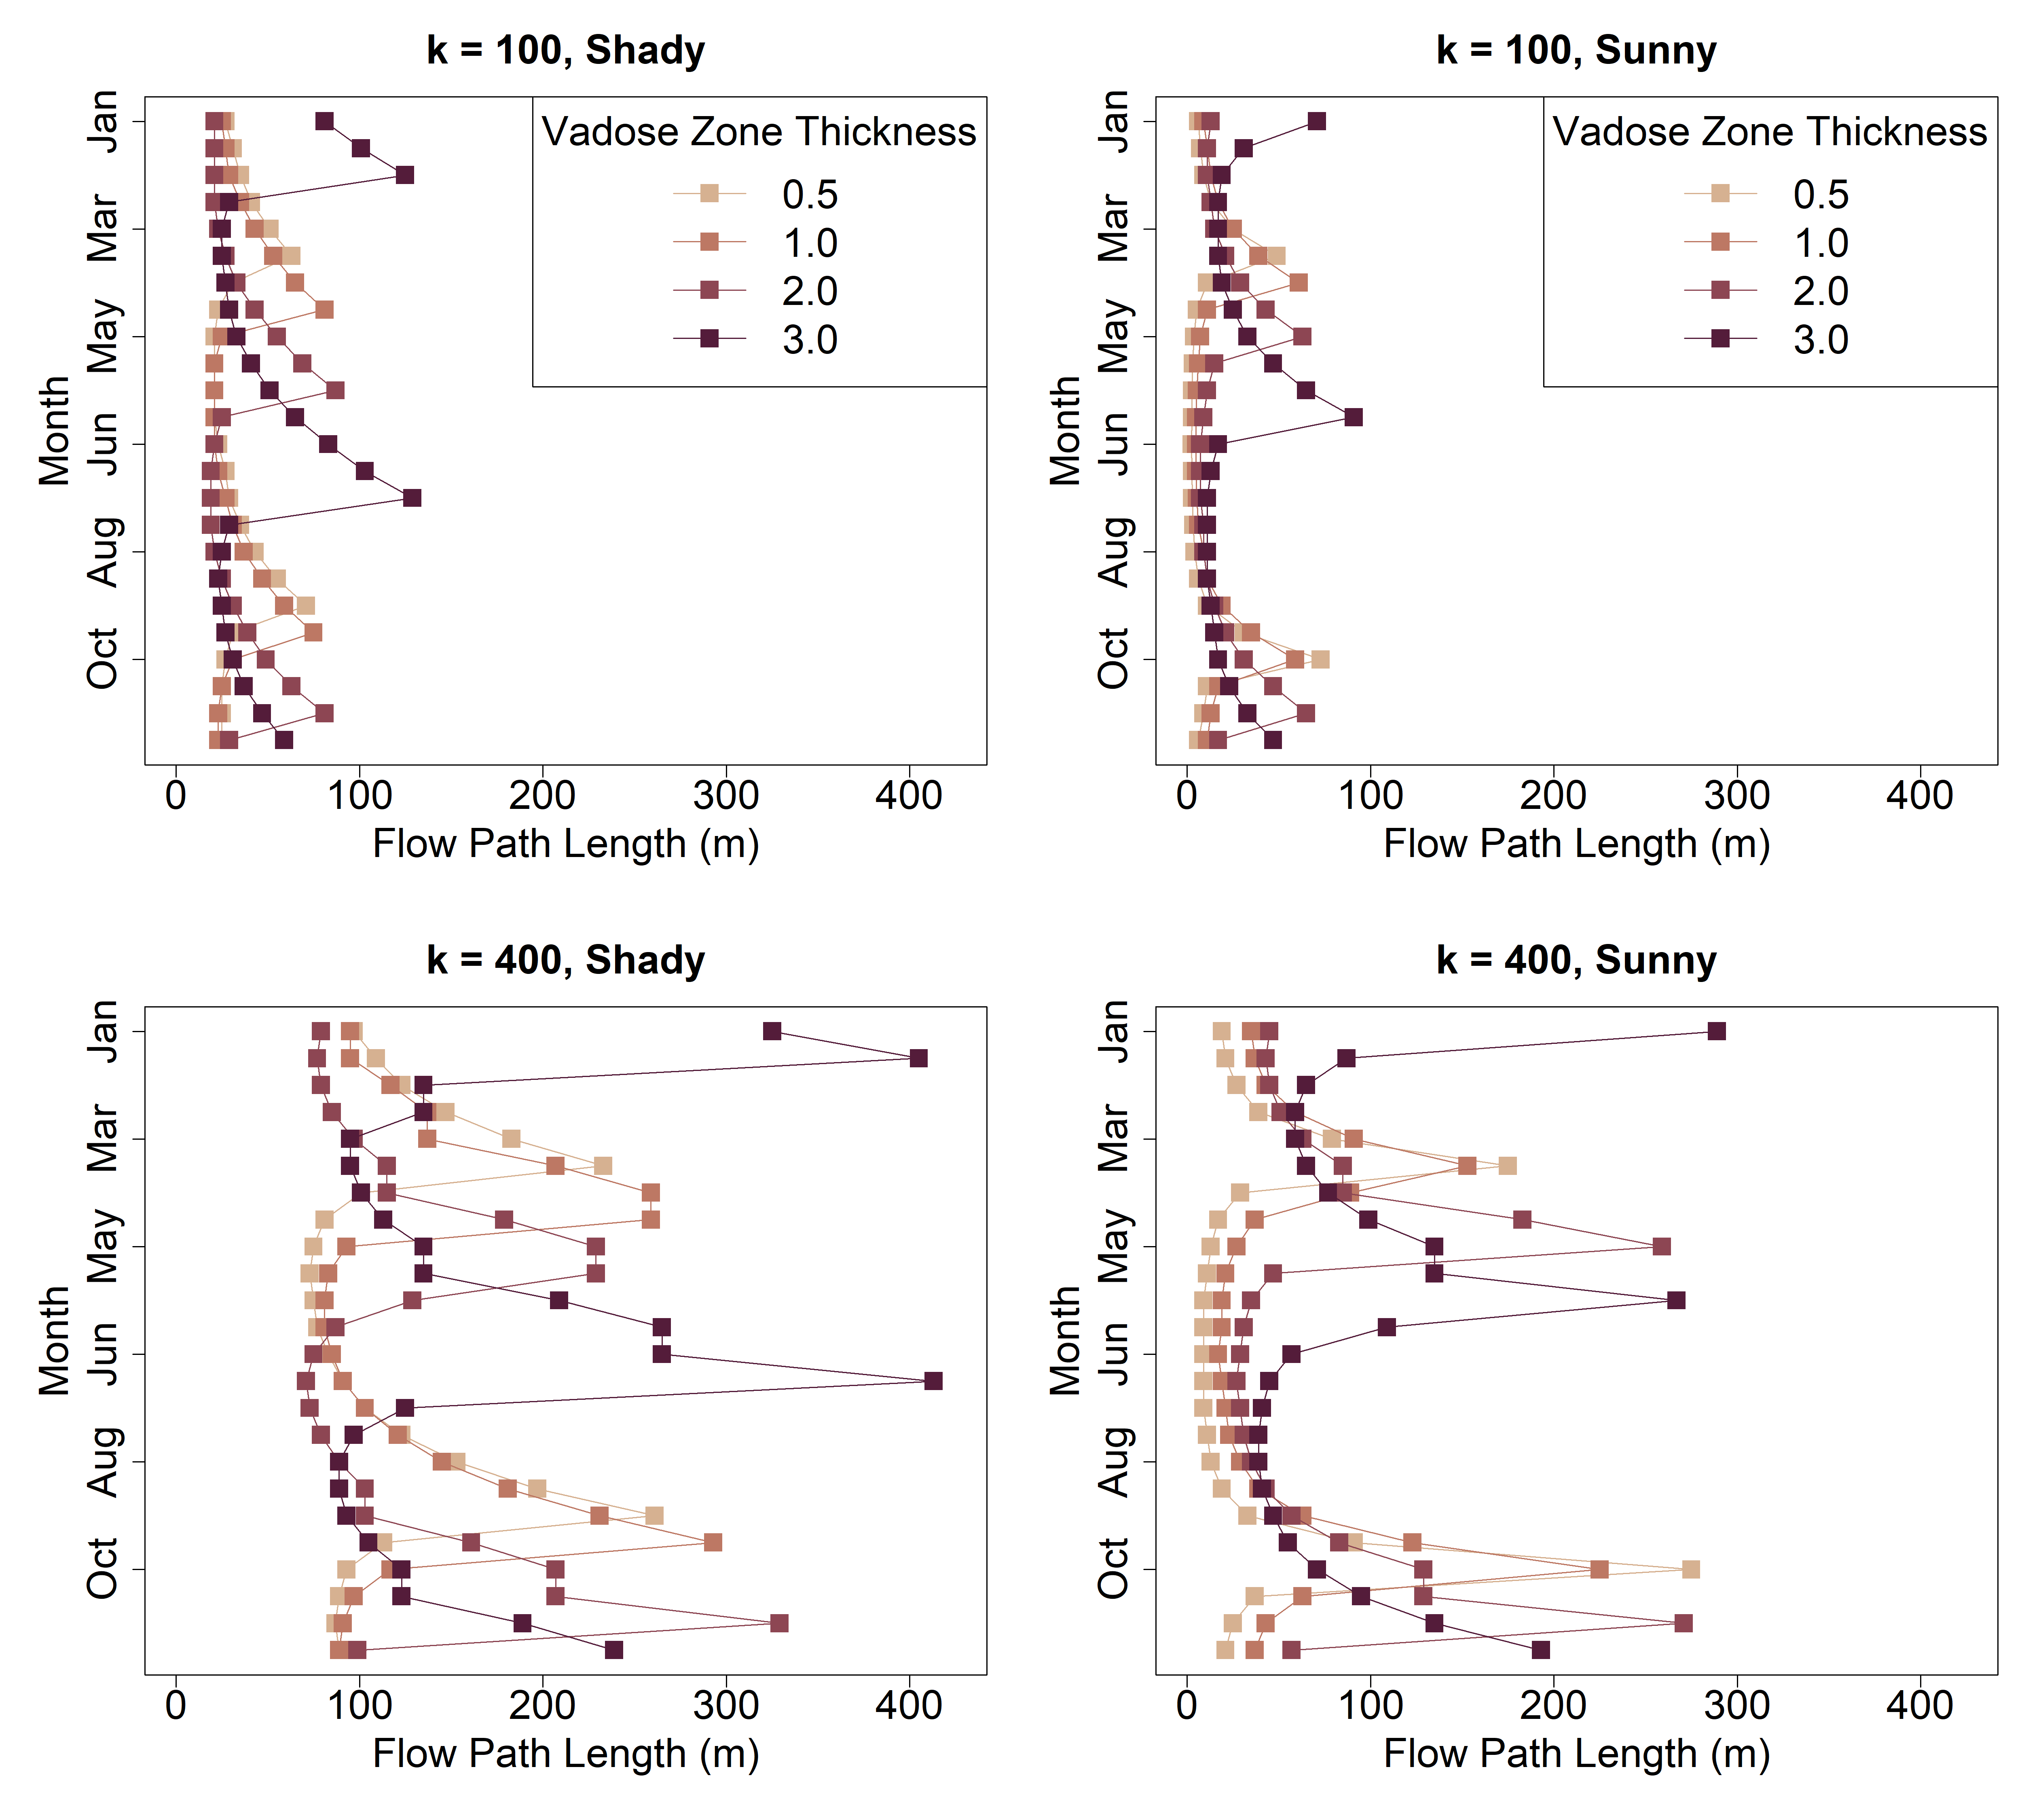 k = 100, Shady
Vadose Zone Thickness
0.5
1.0
2.0
3.0
Jan
Mar
May
Jun
Aug
Oct
Month
0 100 200 300 400
Flow Path Length (m)
k = 100, Sunny
Vadose Zone Thickness
0.5
1.0
2.0
3.0
Jan
Mar
May
Jun
Aug
Oct
Month
0 100 200 300 400
Flow Path Length (m)
k = 400, Shady
Jan
Mar
May
Jun
Aug
Oct
Month
0 100 200 300 400
Flow Path Length (m)
k = 400, Sunny
Jan
Mar
May
Jun
Aug
Oct
Month
0 100 200 300 400
Flow Path Length (m)